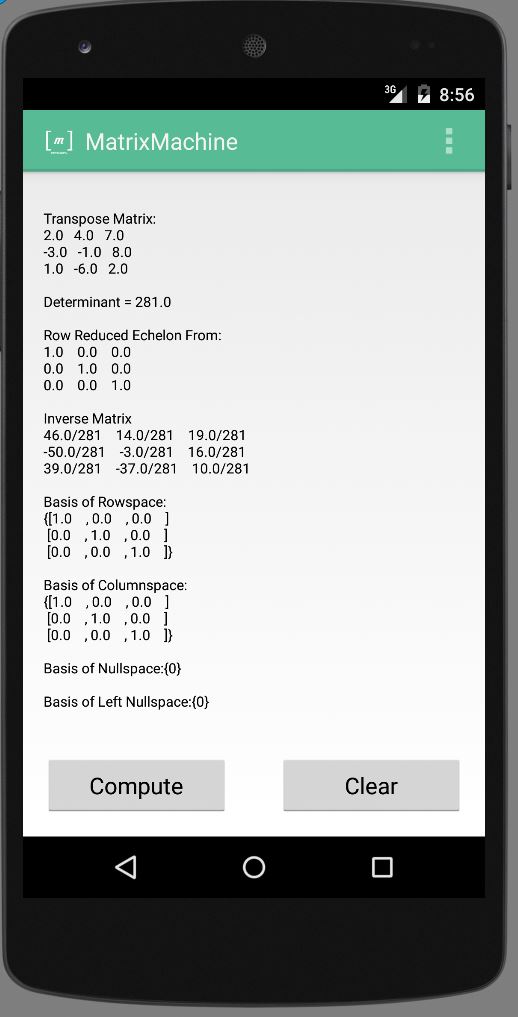 3G 8:56
[m] MatrixMachine
Transpose Matrix:
2.0 4.0 7.0
-3.0 -1.0 8.0
1.0 -6.0 2.0
Determinant = 281.0
Row Reduced Echelon From:
1.0 0.0 0.0
0.0 1.0 0.0
0.0 0.0 1.0
Inverse Matrix
46.0/281 14.0/281 19.0/281
-50.0/281 -3.0/281 16.0/281
39.0/281 -37.0/281 10.0/281
Basis of Rowspace:
{[1.0 , 0.0 , 0.0 ]
[0.0 , 1.0 , 0.0 ]
[0.0 , 0.0 , 1.0 ]}
Basis of Columnspace:
{[1.0 , 0.0 , 0.0 ]
[0.0 , 1.0 , 0.0 ]
[0.0 , 0.0 , 1.0 ]}
Basis of Nullspace:{0}
Basis of Left Nullspace:{0}
Compute Clear